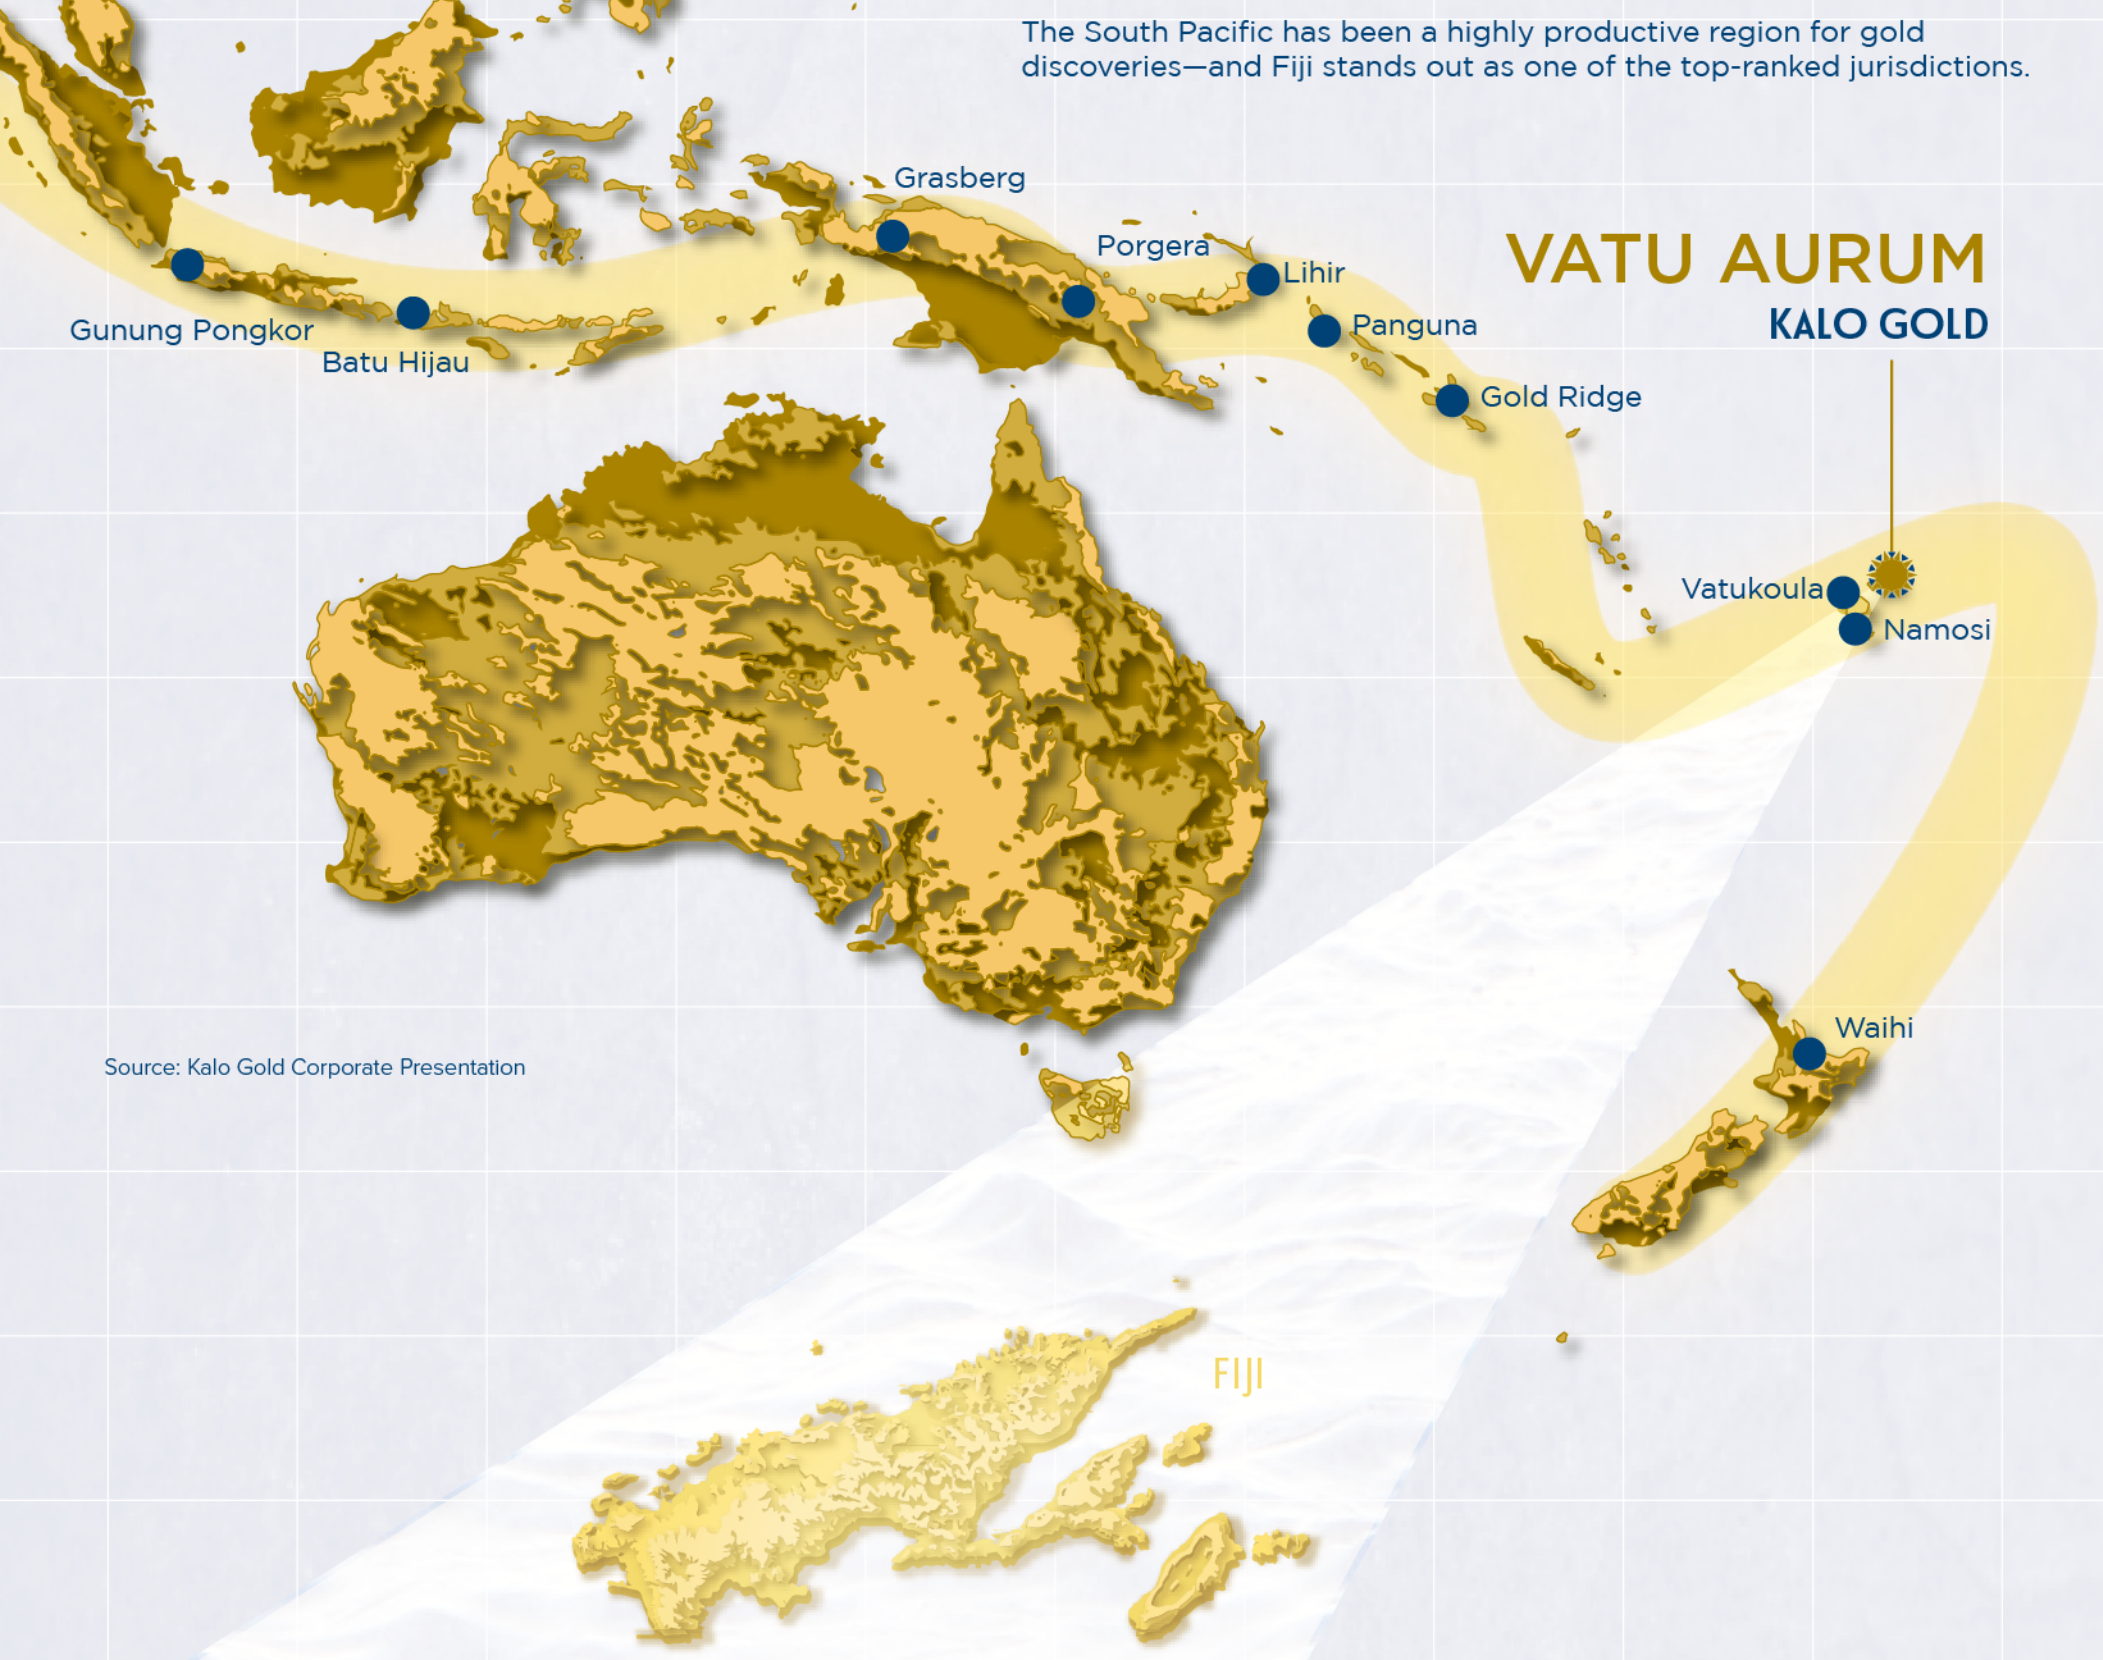 The South Pacific has been a highly productive region for gold
discoveries—and Fiji stands out as one of the top-ranked jurisdictions.
Grasberg
Porgera
Lihir
VATU AURUM
KALO GOLD
Gunung Pongkor
Batu Hijau
Panguna
Gold Ridge
Vatukoula
Namosi
Waihi
Source: Kalo Gold Corporate Presentation
FIJI